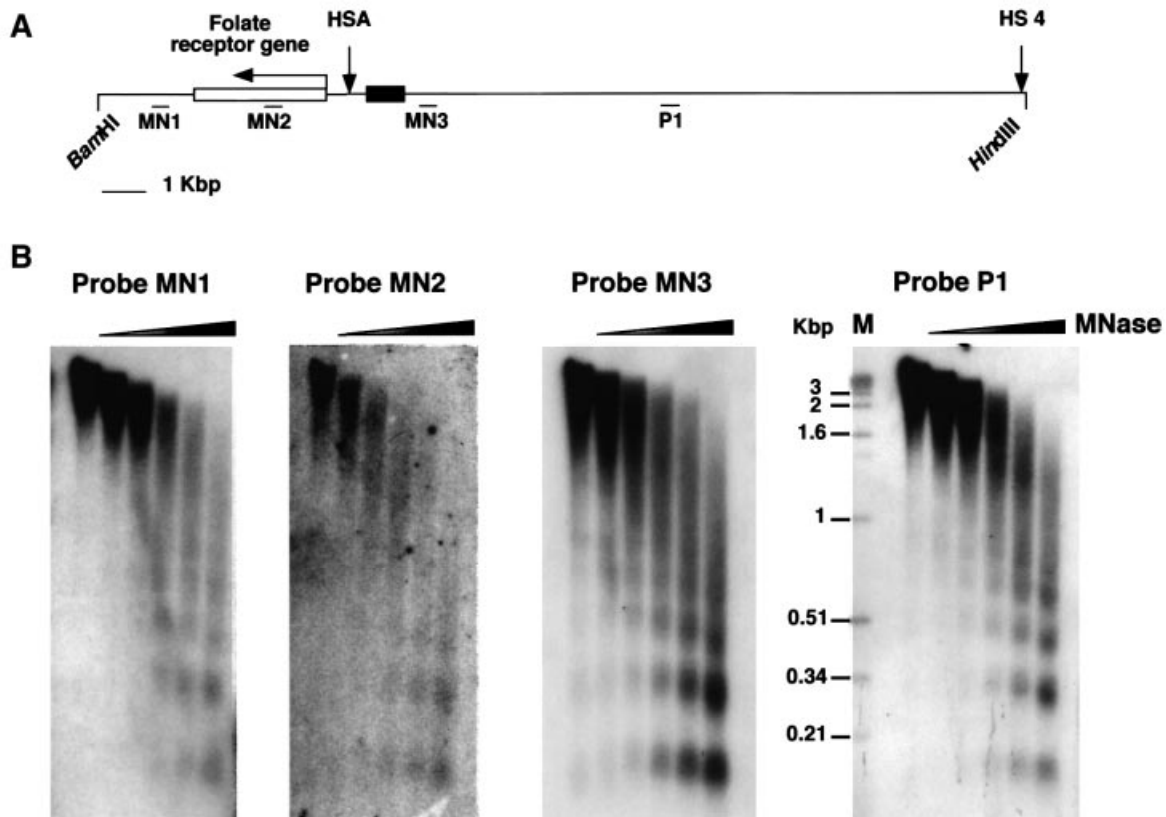 A
Folate
receptor gene
HSA
HS 4
MN1
MN2
MN3
P1
BamHI
HindIII
1 Kbp
B
Probe MN1
Probe MN2
Probe MN3
Probe P1
Kbp M MNase
3
2
1.6
1
0.51
0.34
0.21